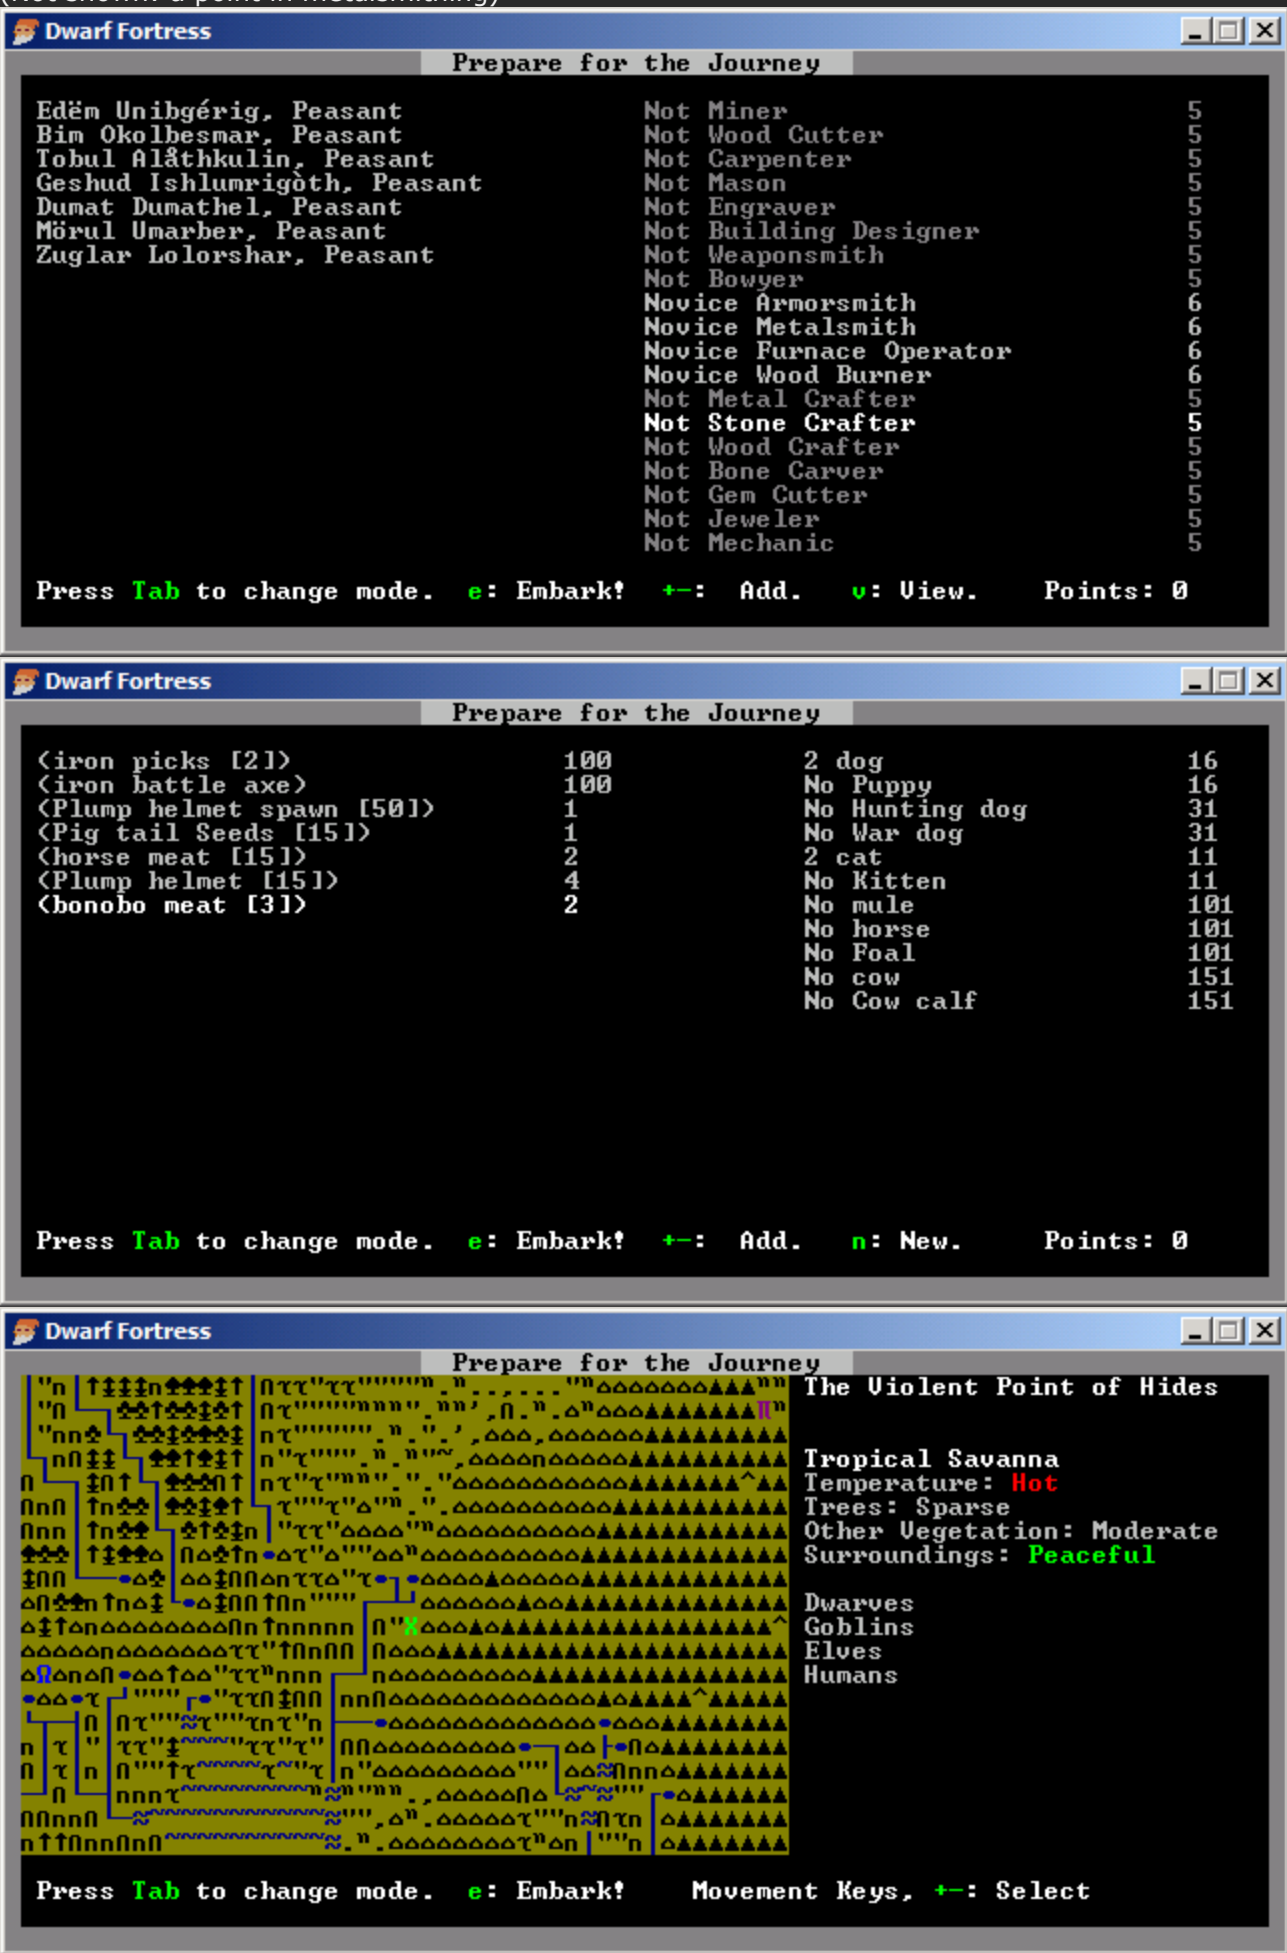 (Not shown: a point in metalsmithing)
Dwarf Fortress
Prepare for the Journey
Edëm Unibgérig, Peasant Not Miner 5
Bim Okolbesmar, Peasant Not Wood Cutter 5
Tobul Alåthkulin, Peasant Not Carpenter 5
Geshud Ishlumrigòth, Peasant Not Mason 5
Dumat Dumathel, Peasant Not Engraver 5
Mörul Umarber, Peasant Not Building Designer 5
Zuglar Lolorshar, Peasant Not Weaponsmith 5
Not Bowyer 5
Novice Armorsmith 6
Novice Metalsmith 6
Novice Furnace Operator 6
Novice Wood Burner 6
Not Metal Crafter 5
Not Stone Crafter 5
Not Wood Crafter 5
Not Bone Carver 5
Not Gem Cutter 5
Not Jeweler 5
Not Mechanic 5
Press Tab to change mode. e: Embark! +-: Add. v: View. Points: 0
Dwarf Fortress
Prepare for the Journey
(iron picks [2]) 100 2 dog 16
(iron battle axe) 100 No Puppy 16
(Plump helmet spawn [50]) 1 No Hunting dog 31
(Pig tail Seeds [15]) 1 No War dog 31
(horse meat [15]) 2 2 cat 11
(Plump helmet [15]) 4 No Kitten 11
(bonobo meat [3]) 2 No mule 101
No horse 101
No Foal 101
No cow 151
No Cow calf 151
Press Tab to change mode. e: Embark! +-: Add. n: New. Points: 0
Dwarf Fortress
Prepare for the Journey
The Violent Point of Hides
Tropical Savanna
Temperature: Hot
Trees: Sparse
Other Vegetation: Moderate
Surroundings: Peaceful
Dwarves
Goblins
Elves
Humans
Press Tab to change mode. e: Embark! Movement Keys, +-: Select